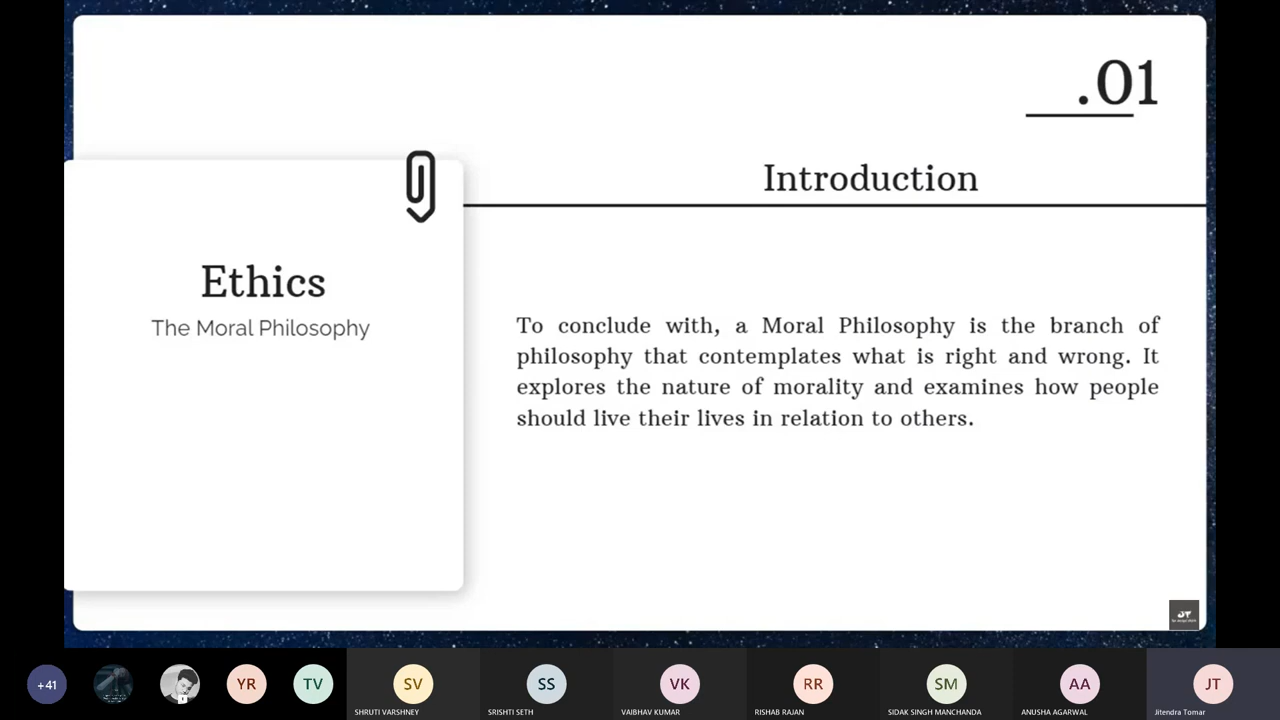 .01
Introduction
Ethics
The Moral Philosophy
To conclude with, a Moral Philosophy is the branch of
philosophy that contemplates what is right and wrong. It
explores the nature of morality and examines how people
should live their lives in relation to others.
JT
+41
YR
TV
SV
SS
VK
RR
SM
AA
JT
SHRUTI VARSHNEY
SRISHTI SETH
VAIBHAV KUMAR
RISHAB RAJAN
SIDAK SINGH MANCHANDA
ANUSHA AGARWAL
Jitendra Tomar